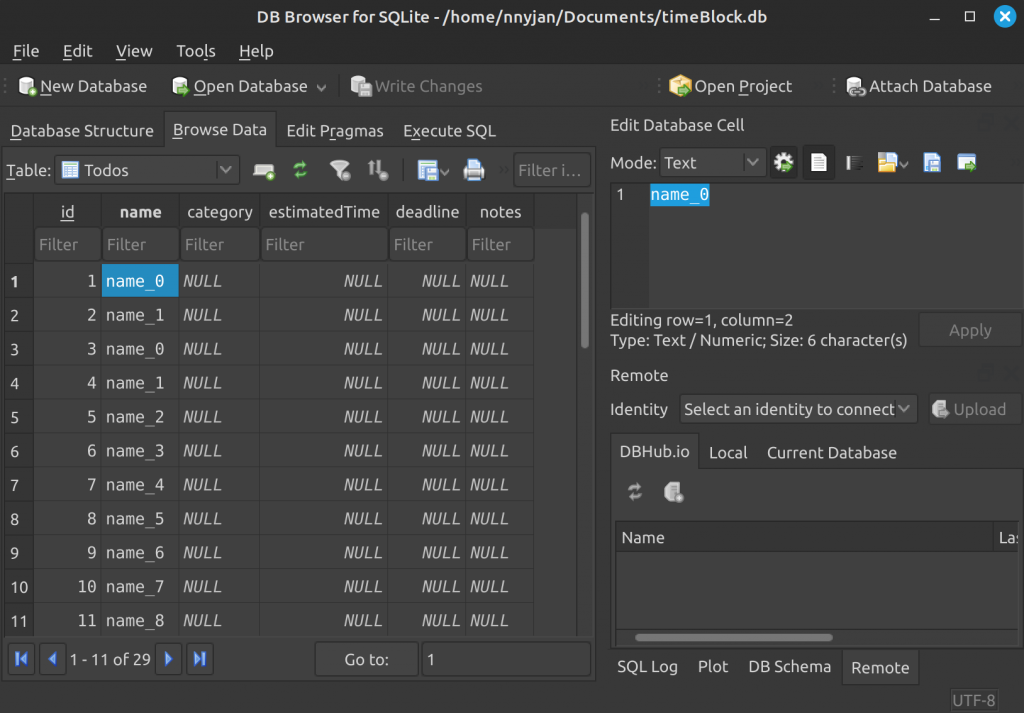 DB Browser for SQLite - /home/nnyjan/Documents/timeBlock.db
File Edit View Tools Help
New Database Open Database Write Changes Open Project Attach Database
Database Structure Browse Data Edit Pragmas Execute SQL
Table: Todos Filter i...
id name category estimatedTime deadline notes
Filter Filter Filter Filter Filter Filter
1 1 name_0 NULL NULL NULL NULL
2 2 name_1 NULL NULL NULL NULL
3 3 name_0 NULL NULL NULL NULL
4 4 name_1 NULL NULL NULL NULL
5 5 name_2 NULL NULL NULL NULL
6 6 name_3 NULL NULL NULL NULL
7 7 name_4 NULL NULL NULL NULL
8 8 name_5 NULL NULL NULL NULL
9 9 name_6 NULL NULL NULL NULL
10 10 name_7 NULL NULL NULL NULL
11 11 name_8 NULL NULL NULL NULL
1 - 11 of 29 Go to: 1
Edit Database Cell
Mode: Text
1 name_0
Editing row=1, column=2
Type: Text / Numeric; Size: 6 character(s)
Apply
Remote
Identity Select an identity to connect Upload
DBHub.io Local Current Database
Name Las
SQL Log Plot DB Schema Remote
UTF-8